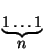 1 . . . 1
n